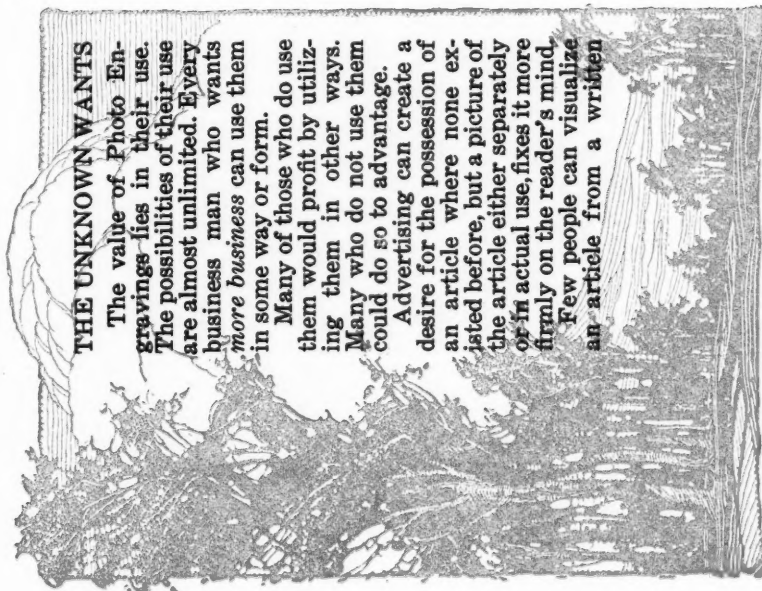 THE UNKNOWN WANTS
The value of Photo En-
gravings lies in their use.
The possibilities of their use
are almost unlimited. Every
business man who wants
more business can use them
in some way or form.
Many of those who do use
them would profit by utiliz-
ing them in other ways.
Many who do not use them
could do so to advantage.
Advertising can create a
desire for the possession of
an article where none ex-
isted before, but a picture of
the article either separately
or in actual use, fixes it more
firmly on the reader's mind.
Few people can visualize
an article from a written